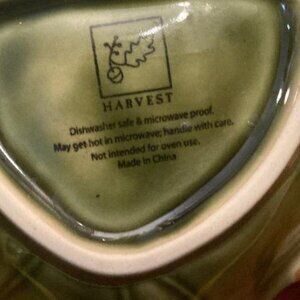 HARVEST
Dishwasher safe & microwave proof.
May get hot in microwave; handle with care.
Not intended for oven use.
Made in China